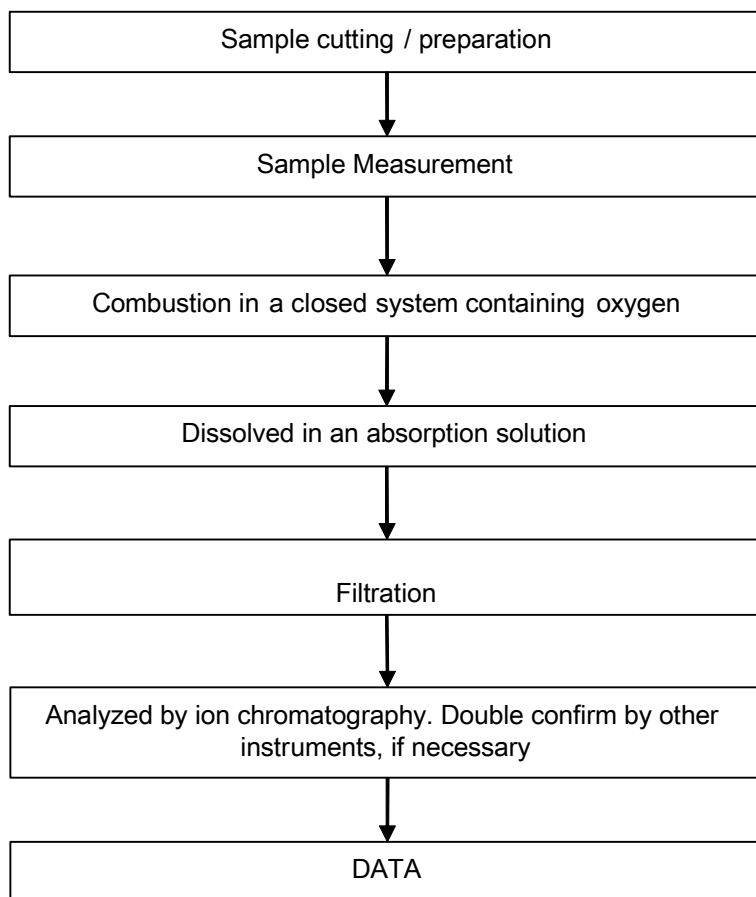 Sample cutting / preparation
Sample Measurement
Combustion in a closed system containing oxygen
Dissolved in an absorption solution
Filtration
Analyzed by ion chromatography. Double confirm by other
instruments, if necessary
DATA